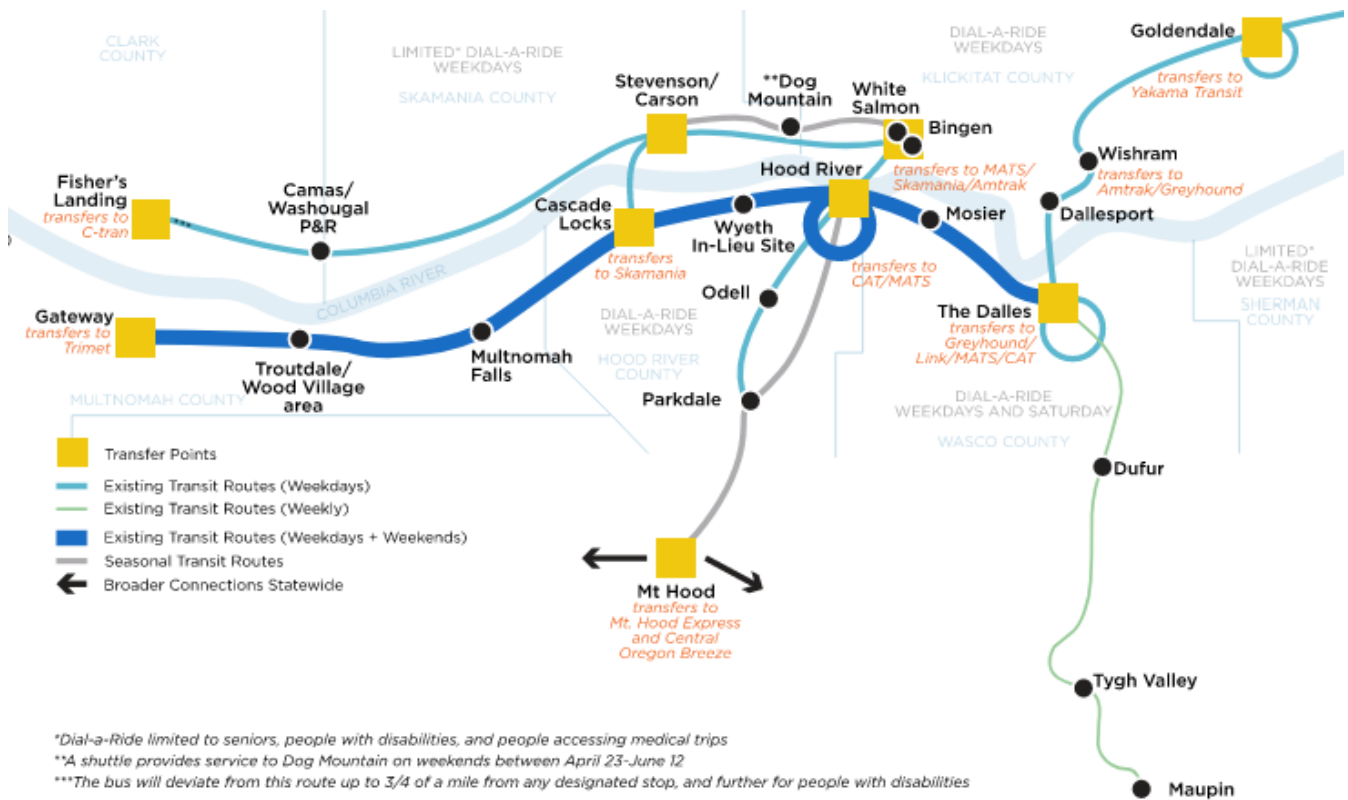 CLARK
COUNTY
LIMITED* DIAL-A-RIDE
WEEKDAYS
SKAMANIA COUNTY
DIAL-A-RIDE
WEEKDAYS
KLICKITAT COUNTY
Goldendale
transfers to
Yakama Transit
Stevenson/
Carson
**Dog
Mountain
White
Salmon
Bingen
transfers to MATS/
Skamania/Amtrak
Wishram
transfers to
Amtrak/Greyhound
Dallesport
Fisher's
Landing
transfers to
C-tran
***
Camas/
Washougal
P&R
Cascade
Locks
transfers
to Skamania
Hood River
transfers to
CAT/MATS
Wyeth
In-Lieu Site
Mosier
COLUMBIA RIVER
LIMITED*
DIAL-A-RIDE
WEEKDAYS
SHERMAN
COUNTY
Gateway
transfers to
Trimet
Troutdale/
Wood Village
area
Multnomah
Falls
DIAL-A-RIDE
WEEKDAYS
HOOD RIVER
COUNTY
Odell
Parkdale
The Dalles
transfers to
Greyhound/
Link/MATS/CAT
MULTNOMAH COUNTY
DIAL-A-RIDE
WEEKDAYS AND SATURDAY
WASCO COUNTY
Transfer Points
Existing Transit Routes (Weekdays)
Existing Transit Routes (Weekly)
Existing Transit Routes (Weekdays + Weekends)
Seasonal Transit Routes
Broader Connections Statewide
Dufur
Mt Hood
transfers to
Mt. Hood Express
and Central
Oregon Breeze
Tygh Valley
Maupin
*Dial-a-Ride limited to seniors, people with disabilities, and people accessing medical trips
**A shuttle provides service to Dog Mountain on weekends between April 23-June 12
***The bus will deviate from this route up to 3/4 of a mile from any designated stop, and further for people with disabilities